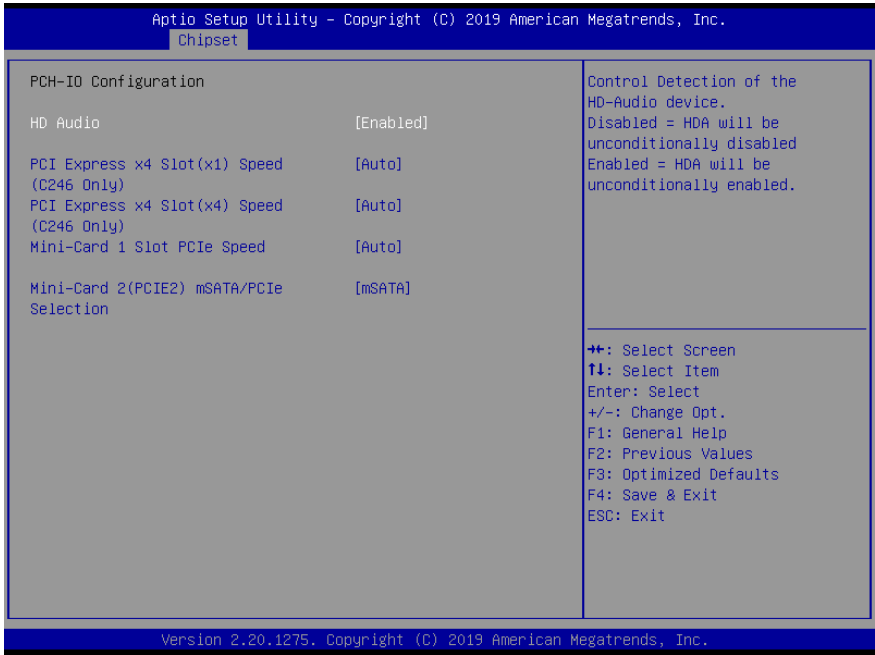 Aptio Setup Utility – Copyright (C) 2019 American Megatrends, Inc.
Chipset
PCH-IO Configuration
HD Audio [Enabled]
PCI Express x4 Slot(x1) Speed [Auto]
(C246 Only)
PCI Express x4 Slot(x4) Speed [Auto]
(C246 Only)
Mini-Card 1 Slot PCIe Speed [Auto]
Mini-Card 2(PCIE2) mSATA/PCIe [mSATA]
Selection
Control Detection of the
HD-Audio device.
Disabled = HDA will be
unconditionally disabled
Enabled = HDA will be
unconditionally enabled.
→←: Select Screen
↑↓: Select Item
Enter: Select
+/-: Change Opt.
F1: General Help
F2: Previous Values
F3: Optimized Defaults
F4: Save & Exit
ESC: Exit
Version 2.20.1275. Copyright (C) 2019 American Megatrends, Inc.